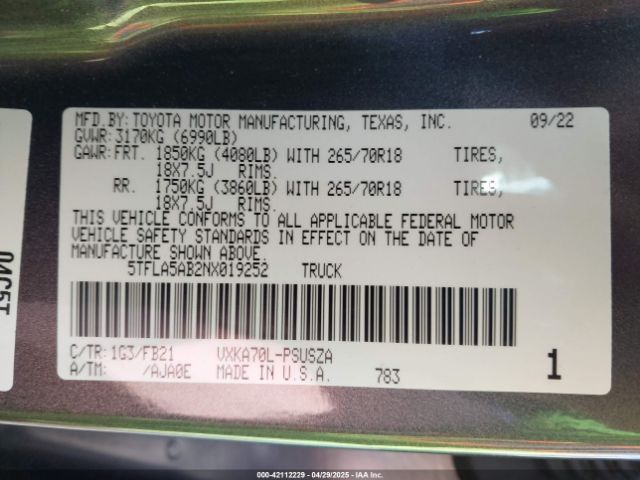 MFD.BY:TOYOTA MOTOR MANUFACTURING, TEXAS, INC. 09/22
GVWR:3170KG (6990LB)
GAWR:FRT. 1850KG (4080LB) WITH 265/70R18 TIRES,
18X7.5J RIMS.
RR. 1750KG (3860LB) WITH 265/70R18 TIRES,
18X7.5J RIMS.
THIS VEHICLE CONFORMS TO ALL APPLICABLE FEDERAL MOTOR
VEHICLE SAFETY STANDARDS IN EFFECT ON THE DATE OF
MANUFACTURE SHOWN ABOVE.
5TFLA5AB2NX019252 TRUCK
C/TR:1G3/FB21 VXKA70L-PSUSZA
A/TM: /AJA0E MADE IN U.S.A. 783 1
000-42112229 | 04/29/2025 | IAA Inc.